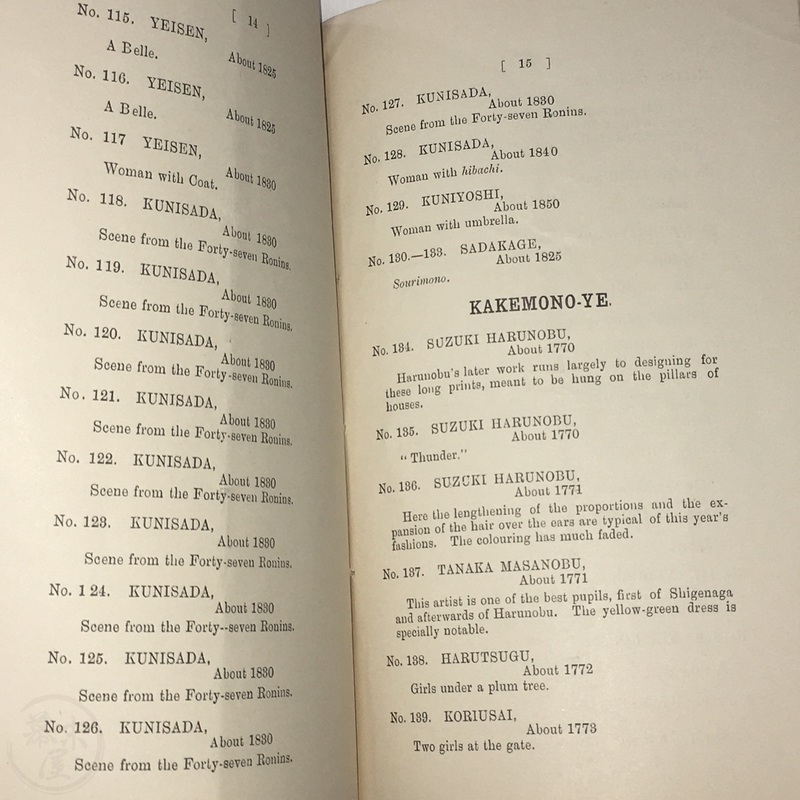 [ 14 ]
No. 115. YEISEN,
About 1825
A Belle.
No. 116. YEISEN,
About 1825
A Belle.
No. 117 YEISEN,
About 1830
Woman with Coat.
No. 118. KUNISADA,
About 1830
Scene from the Forty-seven Ronins.
No. 119. KUNISADA,
About 1830
Scene from the Forty-seven Ronins.
No. 120. KUNISADA,
About 1830
Scene from the Forty-seven Ronins.
No. 121. KUNISADA,
About 1830
Scene from the Forty-seven Ronins.
No. 122. KUNISADA,
About 1830
Scene from the Forty-seven Ronins.
No. 123. KUNISADA,
About 1830
Scene from the Forty-seven Ronins.
No. 1 24. KUNISADA,
About 1830
Scene from the Forty--seven Ronins.
No. 125. KUNISADA,
About 1830
Scene from the Forty-seven Ronins.
No. 126. KUNISADA,
About 1830
Scene from the Forty-seven Ronins.
[ 15 ]
No. 127. KUNISADA,
About 1830
Scene from the Forty-seven Ronins.
No. 128. KUNISADA,
About 1840
Woman with hibachi.
No. 129. KUNIYOSHI,
About 1850
Woman with umbrella.
No. 130.—133. SADAKAGE,
About 1825
Sourimono.
KAKEMONO-YE.
No. 134. SUZUKI HARUNOBU,
About 1770
Harunobu's later work runs largely to designing for
these long prints, meant to be hung on the pillars of
houses.
No. 135. SUZUKI HARUNOBU,
About 1770
" Thunder."
No. 136. SUZUKI HARUNOBU,
About 1771
Here the lengthening of the proportions and the ex-
pansion of the hair over the ears are typical of this year's
fashions. The colouring has much faded.
No. 137. TANAKA MASANOBU,
About 1771
This artist is one of the best pupils, first of Shigenaga
and afterwards of Harunobu. The yellow-green dress is
specially notable.
No. 138. HARUTSUGU,
About 1772
Girls under a plum tree.
No. 139. KORIUSAI,
About 1773
Two girls at the gate.